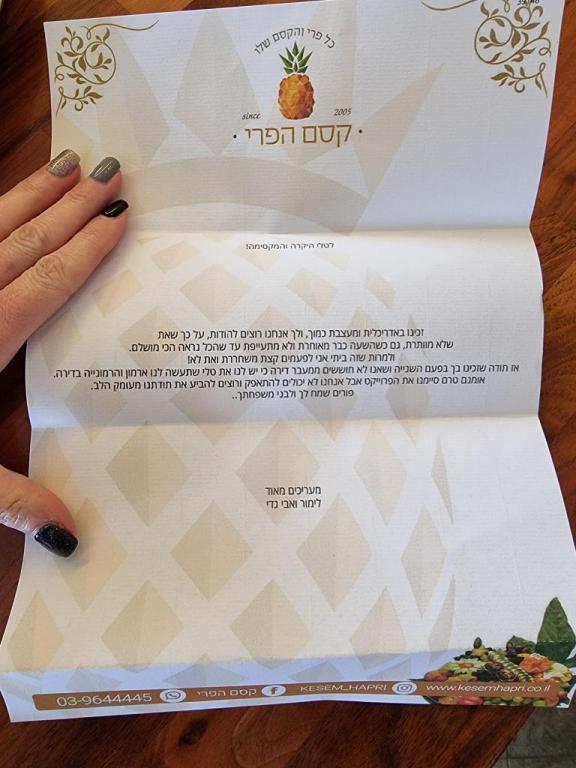 39/46
כל פרי והקסם שלו
since 2005
· קסם הפרי ·
לטלי היקרה והמקסימה!
זכינו באדריכלית ומעצבת כמוך, ולך אנחנו רוצים להודות, על כך שאת
שלא מוותרת, גם כשהשעה כבר מאוחרת ולא מתעייפת עד שהכל נראה הכי מושלם.
ולמרות שזה ביתי אני לפעמים קצת משחררת ואת לא!
אז תודה שזכינו בך בפעם השנייה ושאנו לא חוששים ממעבר דירה כי יש לנו את טלי שתעשה לנו ארמון והרמונייה בדירה.
אומנם טרם סיימנו את הפרוייקט אבל אנחנו לא יכולים להתאפק ורוצים להביע את תודתנו מעומק הלב.
פורים שמח לך ולבני משפחתך..
מעריכים מאוד
לימור ואבי גדי
03-9644445 קסם הפרי KESEM_HAPRI www.kesemhapri.co.il